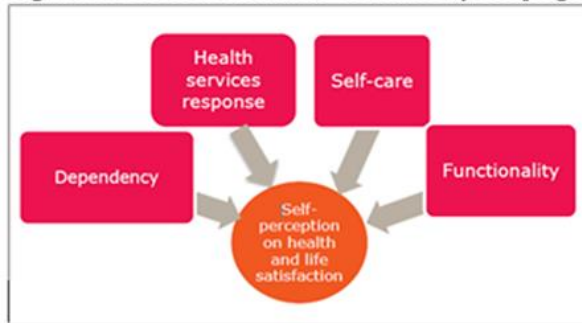 Health
services
response
Self-care
Dependency
Functionality
Self-
perception
on health
and life
satisfaction